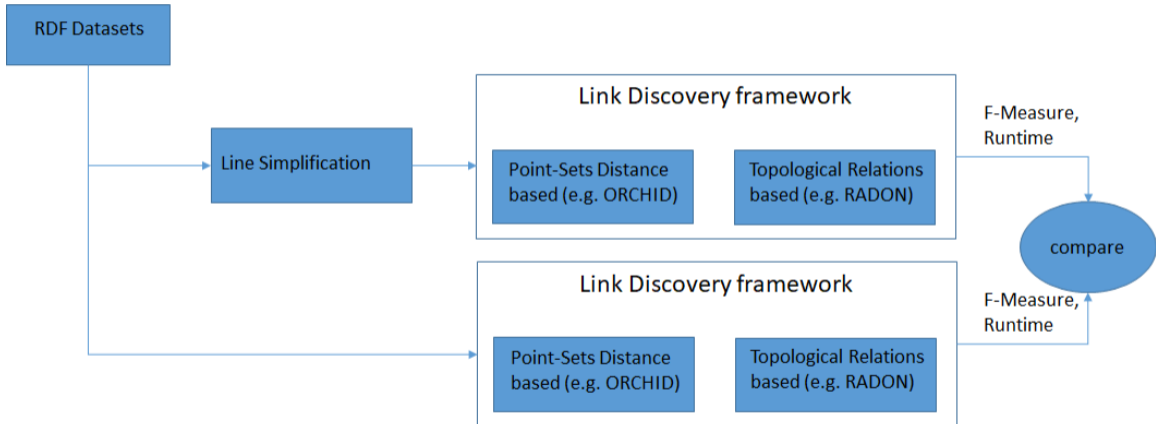 RDF Datasets
Link Discovery framework
F-Measure,
Runtime
Line Simplification
Point-Sets Distance
based (e.g. ORCHID)
Topological Relations
based (e.g. RADON)
compare
Link Discovery framework
F-Measure,
Runtime
Point-Sets Distance
based (e.g. ORCHID)
Topological Relations
based (e.g. RADON)